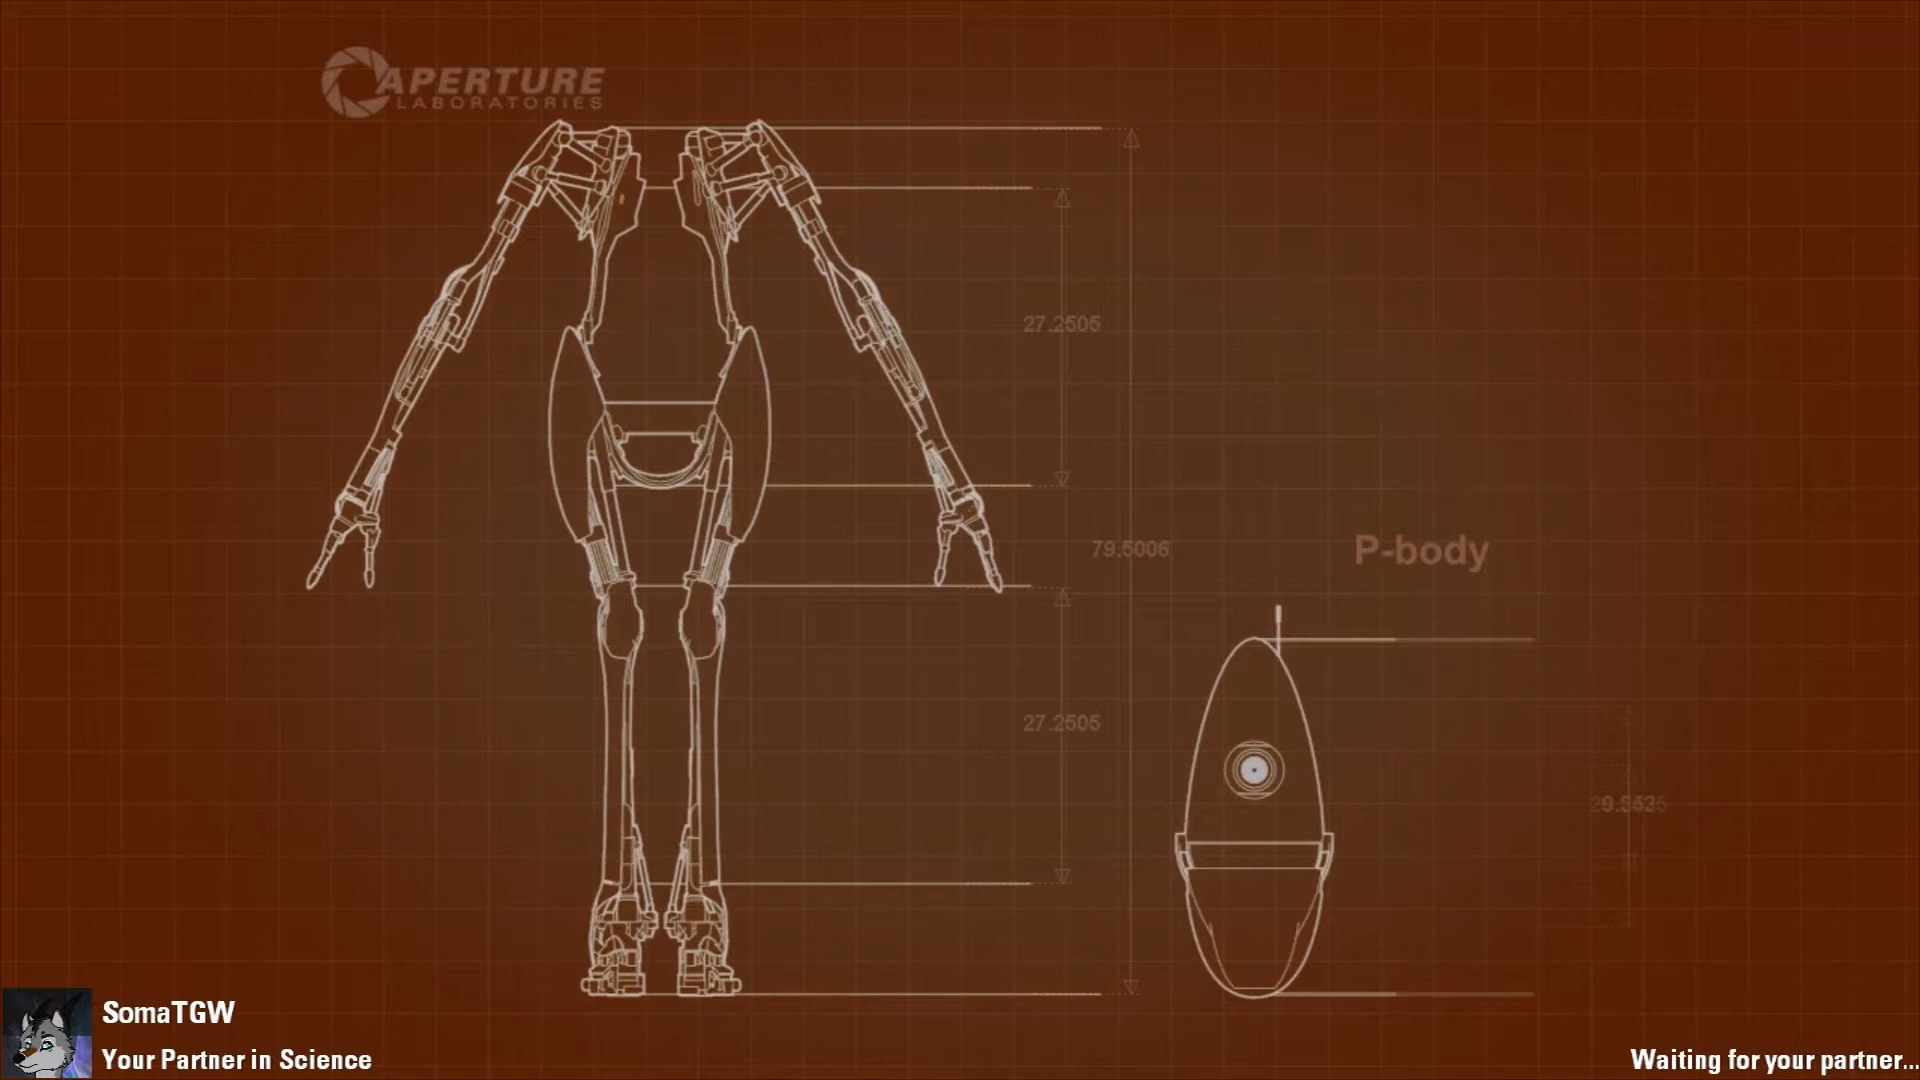 APERTURE
LABORATORIES
27.2505
79.5006
P-body
27.2505
SomaTGW
Your Partner in Science
Waiting for your partner...